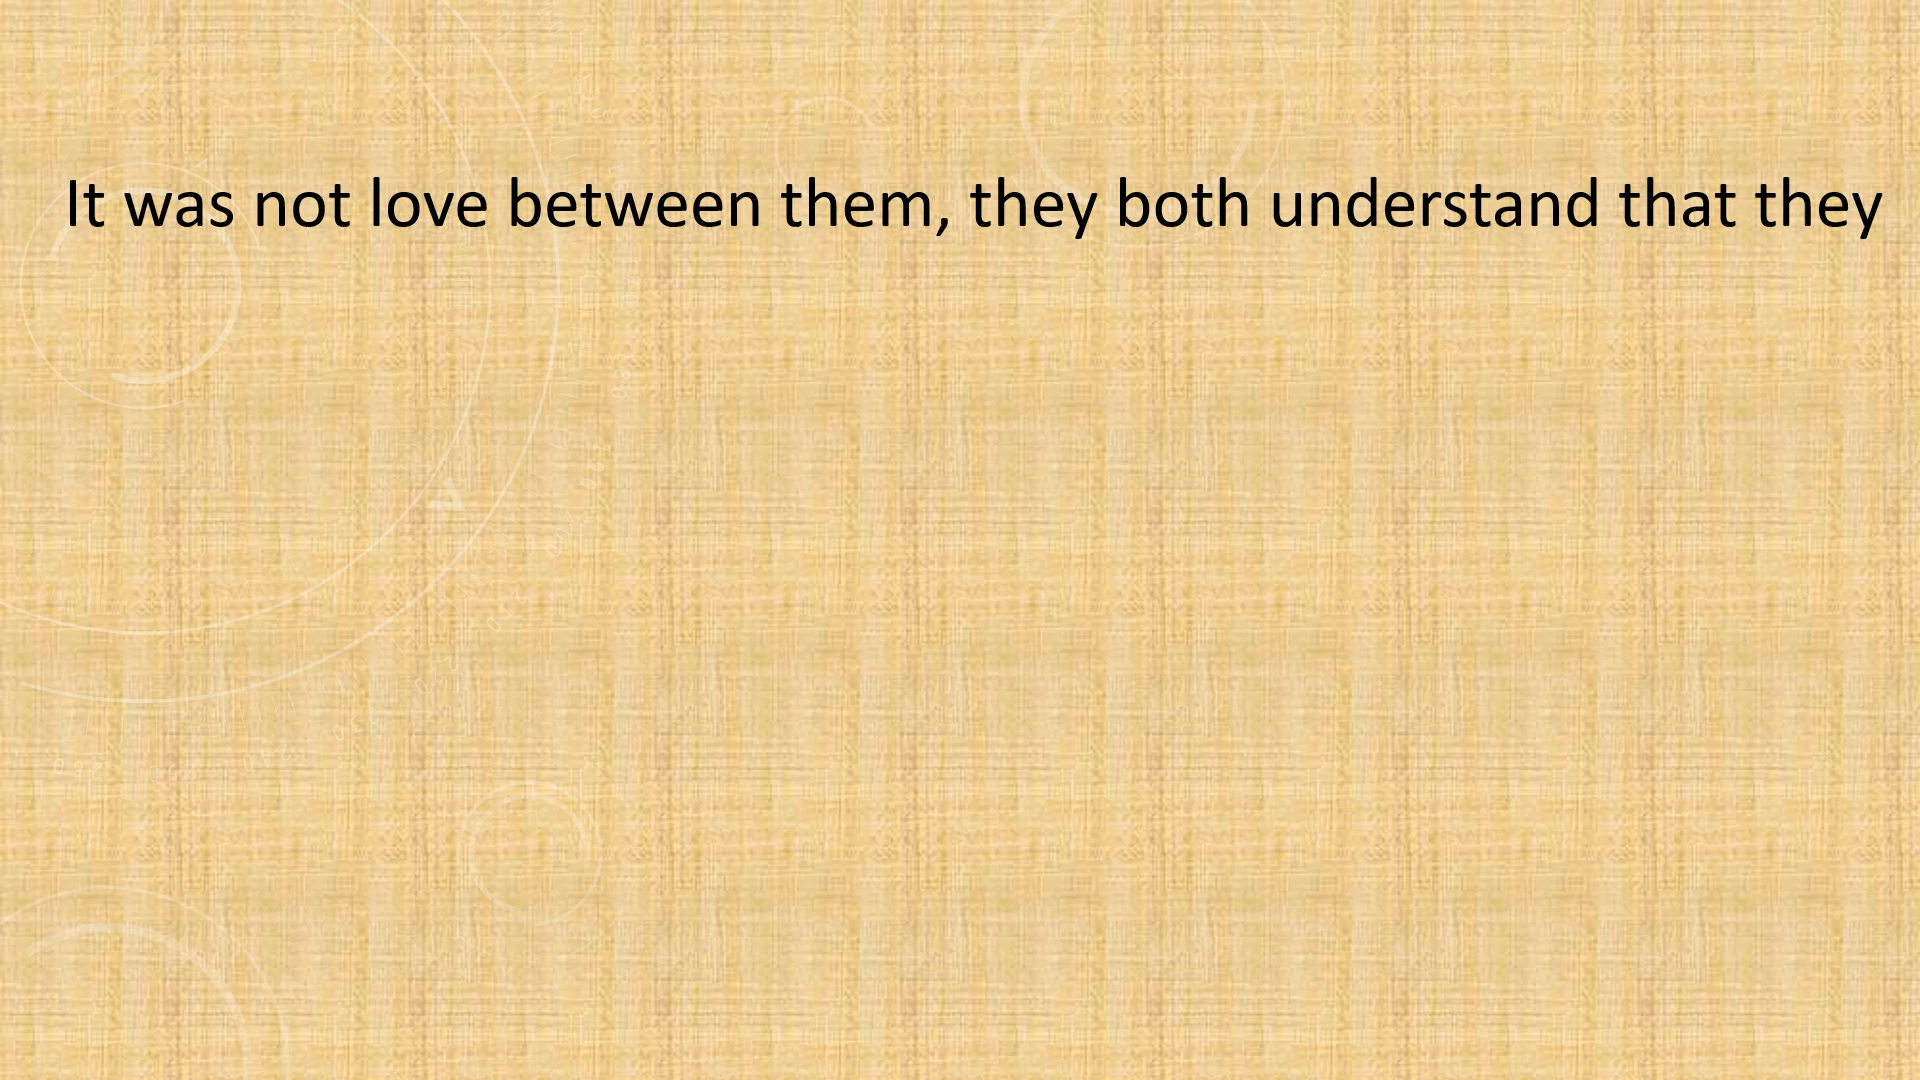 It was not love between them, they both understand that they